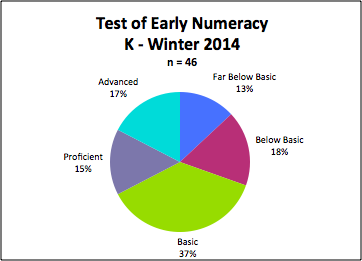 Test of Early Numeracy
K - Winter 2014
n = 46
Advanced
17%
Far Below Basic
13%
Below Basic
18%
Proficient
15%
Basic
37%